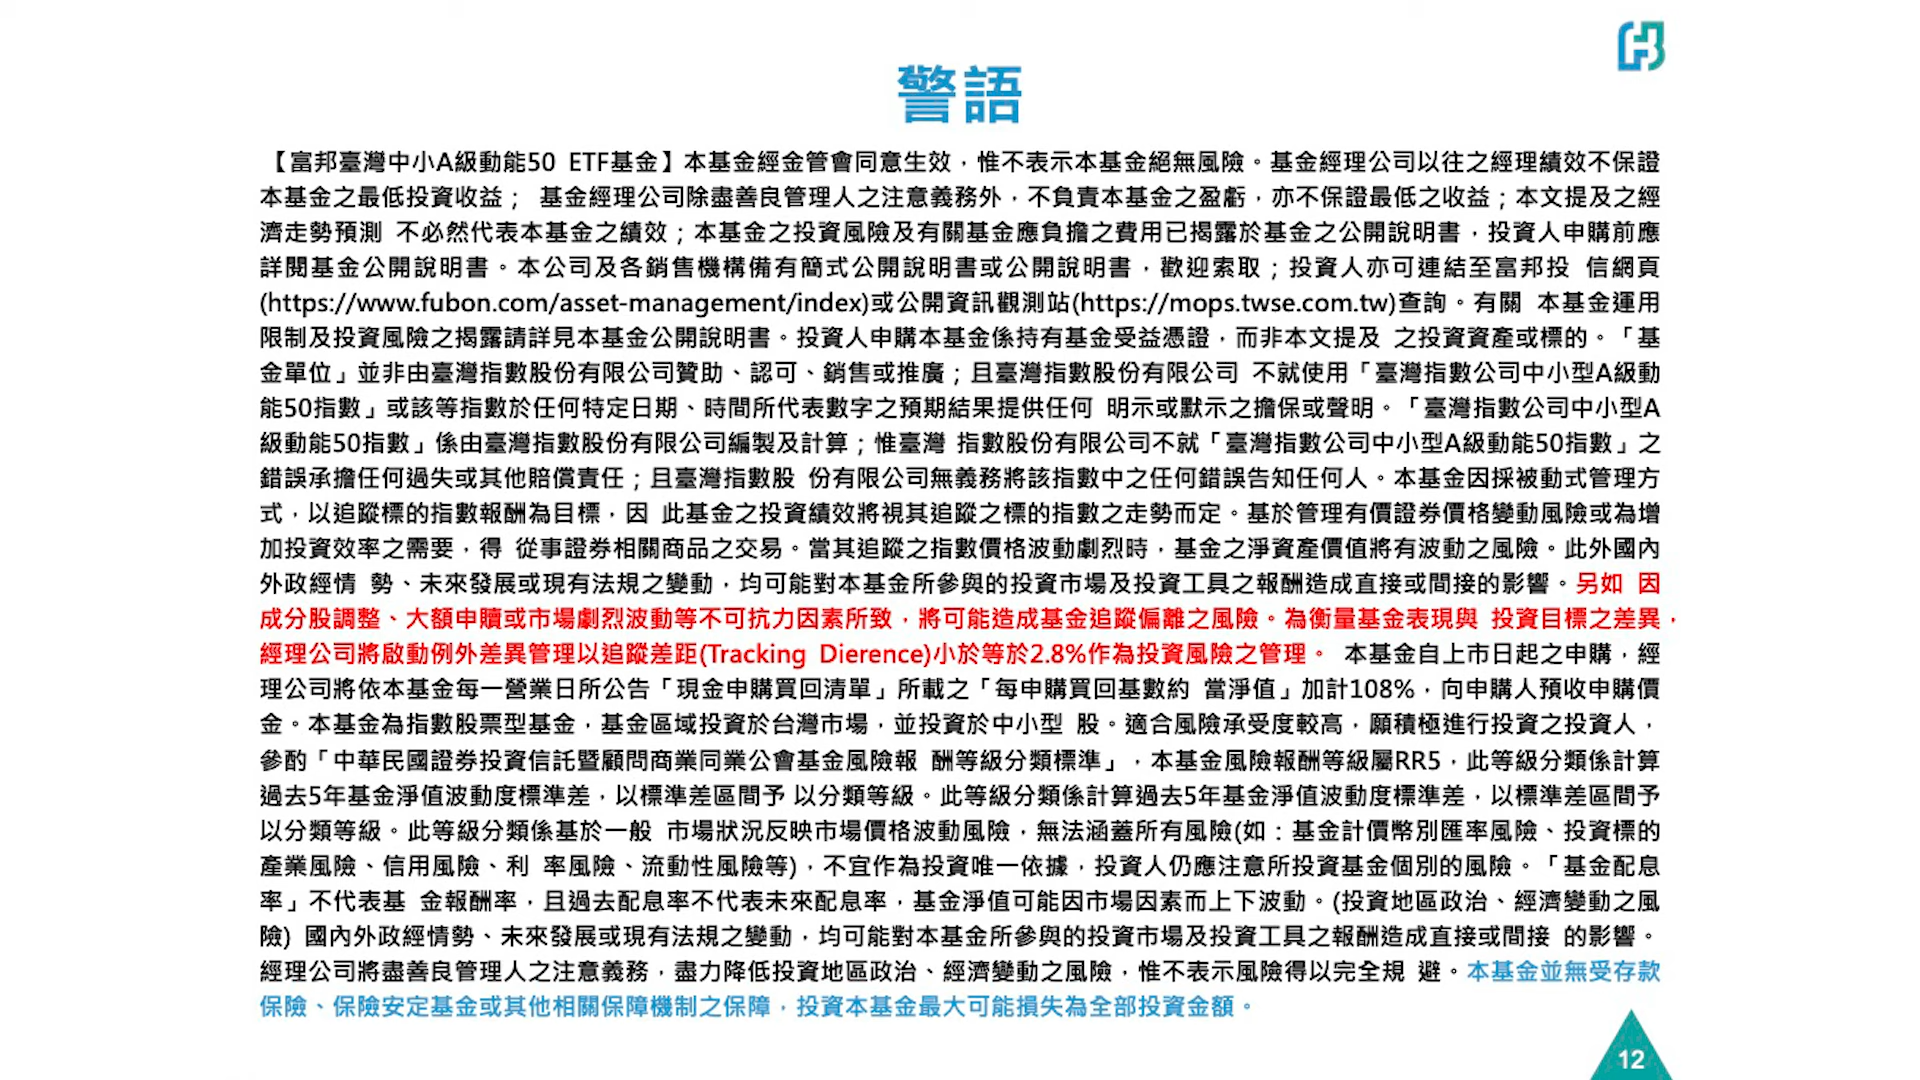 警語
【富邦臺灣中小A級動能50 ETF基金】本基金經金管會同意生效，惟不表示本基金絕無風險。基金經理公司以往之經理績效不保證
本基金之最低投資收益； 基金經理公司除盡善良管理人之注意義務外，不負責本基金之盈虧，亦不保證最低之收益；本文提及之經
濟走勢預測 不必然代表本基金之績效；本基金之投資風險及有關基金應負擔之費用已揭露於基金之公開說明書，投資人申購前應
詳閱基金公開說明書。本公司及各銷售機構備有簡式公開說明書或公開說明書，歡迎索取；投資人亦可連結至富邦投 信網頁
(https://www.fubon.com/asset-management/index)或公開資訊觀測站(https://mops.twse.com.tw)查詢。有關 本基金運用
限制及投資風險之揭露請詳見本基金公開說明書。投資人申購本基金係持有基金受益憑證，而非本文提及 之投資資產或標的。「基
金單位」並非由臺灣指數股份有限公司贊助、認可、銷售或推廣；且臺灣指數股份有限公司 不就使用「臺灣指數公司中小型A級動
能50指數」或該等指數於任何特定日期、時間所代表數字之預期結果提供任何 明示或默示之擔保或聲明。「臺灣指數公司中小型A
級動能50指數」係由臺灣指數股份有限公司編製及計算；惟臺灣 指數股份有限公司不就「臺灣指數公司中小型A級動能50指數」之
錯誤承擔任何過失或其他賠償責任；且臺灣指數股 份有限公司無義務將該指數中之任何錯誤告知任何人。本基金因採被動式管理方
式，以追蹤標的指數報酬為目標，因 此基金之投資績效將視其追蹤之標的指數之走勢而定。基於管理有價證券價格變動風險或為增
加投資效率之需要，得 從事證券相關商品之交易。當其追蹤之指數價格波動劇烈時，基金之淨資產價值將有波動之風險。此外國內
外政經情 勢、未來發展或現有法規之變動，均可能對本基金所參與的投資市場及投資工具之報酬造成直接或間接的影響。另如 因
成分股調整、大額申贖或市場劇烈波動等不可抗力因素所致，將可能造成基金追蹤偏離之風險。為衡量基金表現與 投資目標之差異，
經理公司將啟動例外差異管理以追蹤差距(Tracking Dierence)小於等於2.8%作為投資風險之管理。 本基金自上市日起之申購，經
理公司將依本基金每一營業日所公告「現金申購買回清單」所載之「每申購買回基數約 當淨值」加計108%，向申購人預收申購價
金。本基金為指數股票型基金，基金區域投資於台灣市場，並投資於中小型 股。適合風險承受度較高，願積極進行投資之投資人，
參酌「中華民國證券投資信託暨顧問商業同業公會基金風險報 酬等級分類標準」，本基金風險報酬等級屬RR5，此等級分類係計算
過去5年基金淨值波動度標準差，以標準差區間予 以分類等級。此等級分類係計算過去5年基金淨值波動度標準差，以標準差區間予
以分類等級。此等級分類係基於一般 市場狀況反映市場價格波動風險，無法涵蓋所有風險(如：基金計價幣別匯率風險、投資標的
產業風險、信用風險、利 率風險、流動性風險等)，不宜作為投資唯一依據，投資人仍應注意所投資基金個別的風險。「基金配息
率」不代表基 金報酬率，且過去配息率不代表未來配息率，基金淨值可能因市場因素而上下波動。(投資地區政治、經濟變動之風
險) 國內外政經情勢、未來發展或現有法規之變動，均可能對本基金所參與的投資市場及投資工具之報酬造成直接或間接 的影響。
經理公司將盡善良管理人之注意義務，盡力降低投資地區政治、經濟變動之風險，惟不表示風險得以完全規 避。本基金並無受存款
保險、保險安定基金或其他相關保障機制之保障，投資本基金最大可能損失為全部投資金額。
12